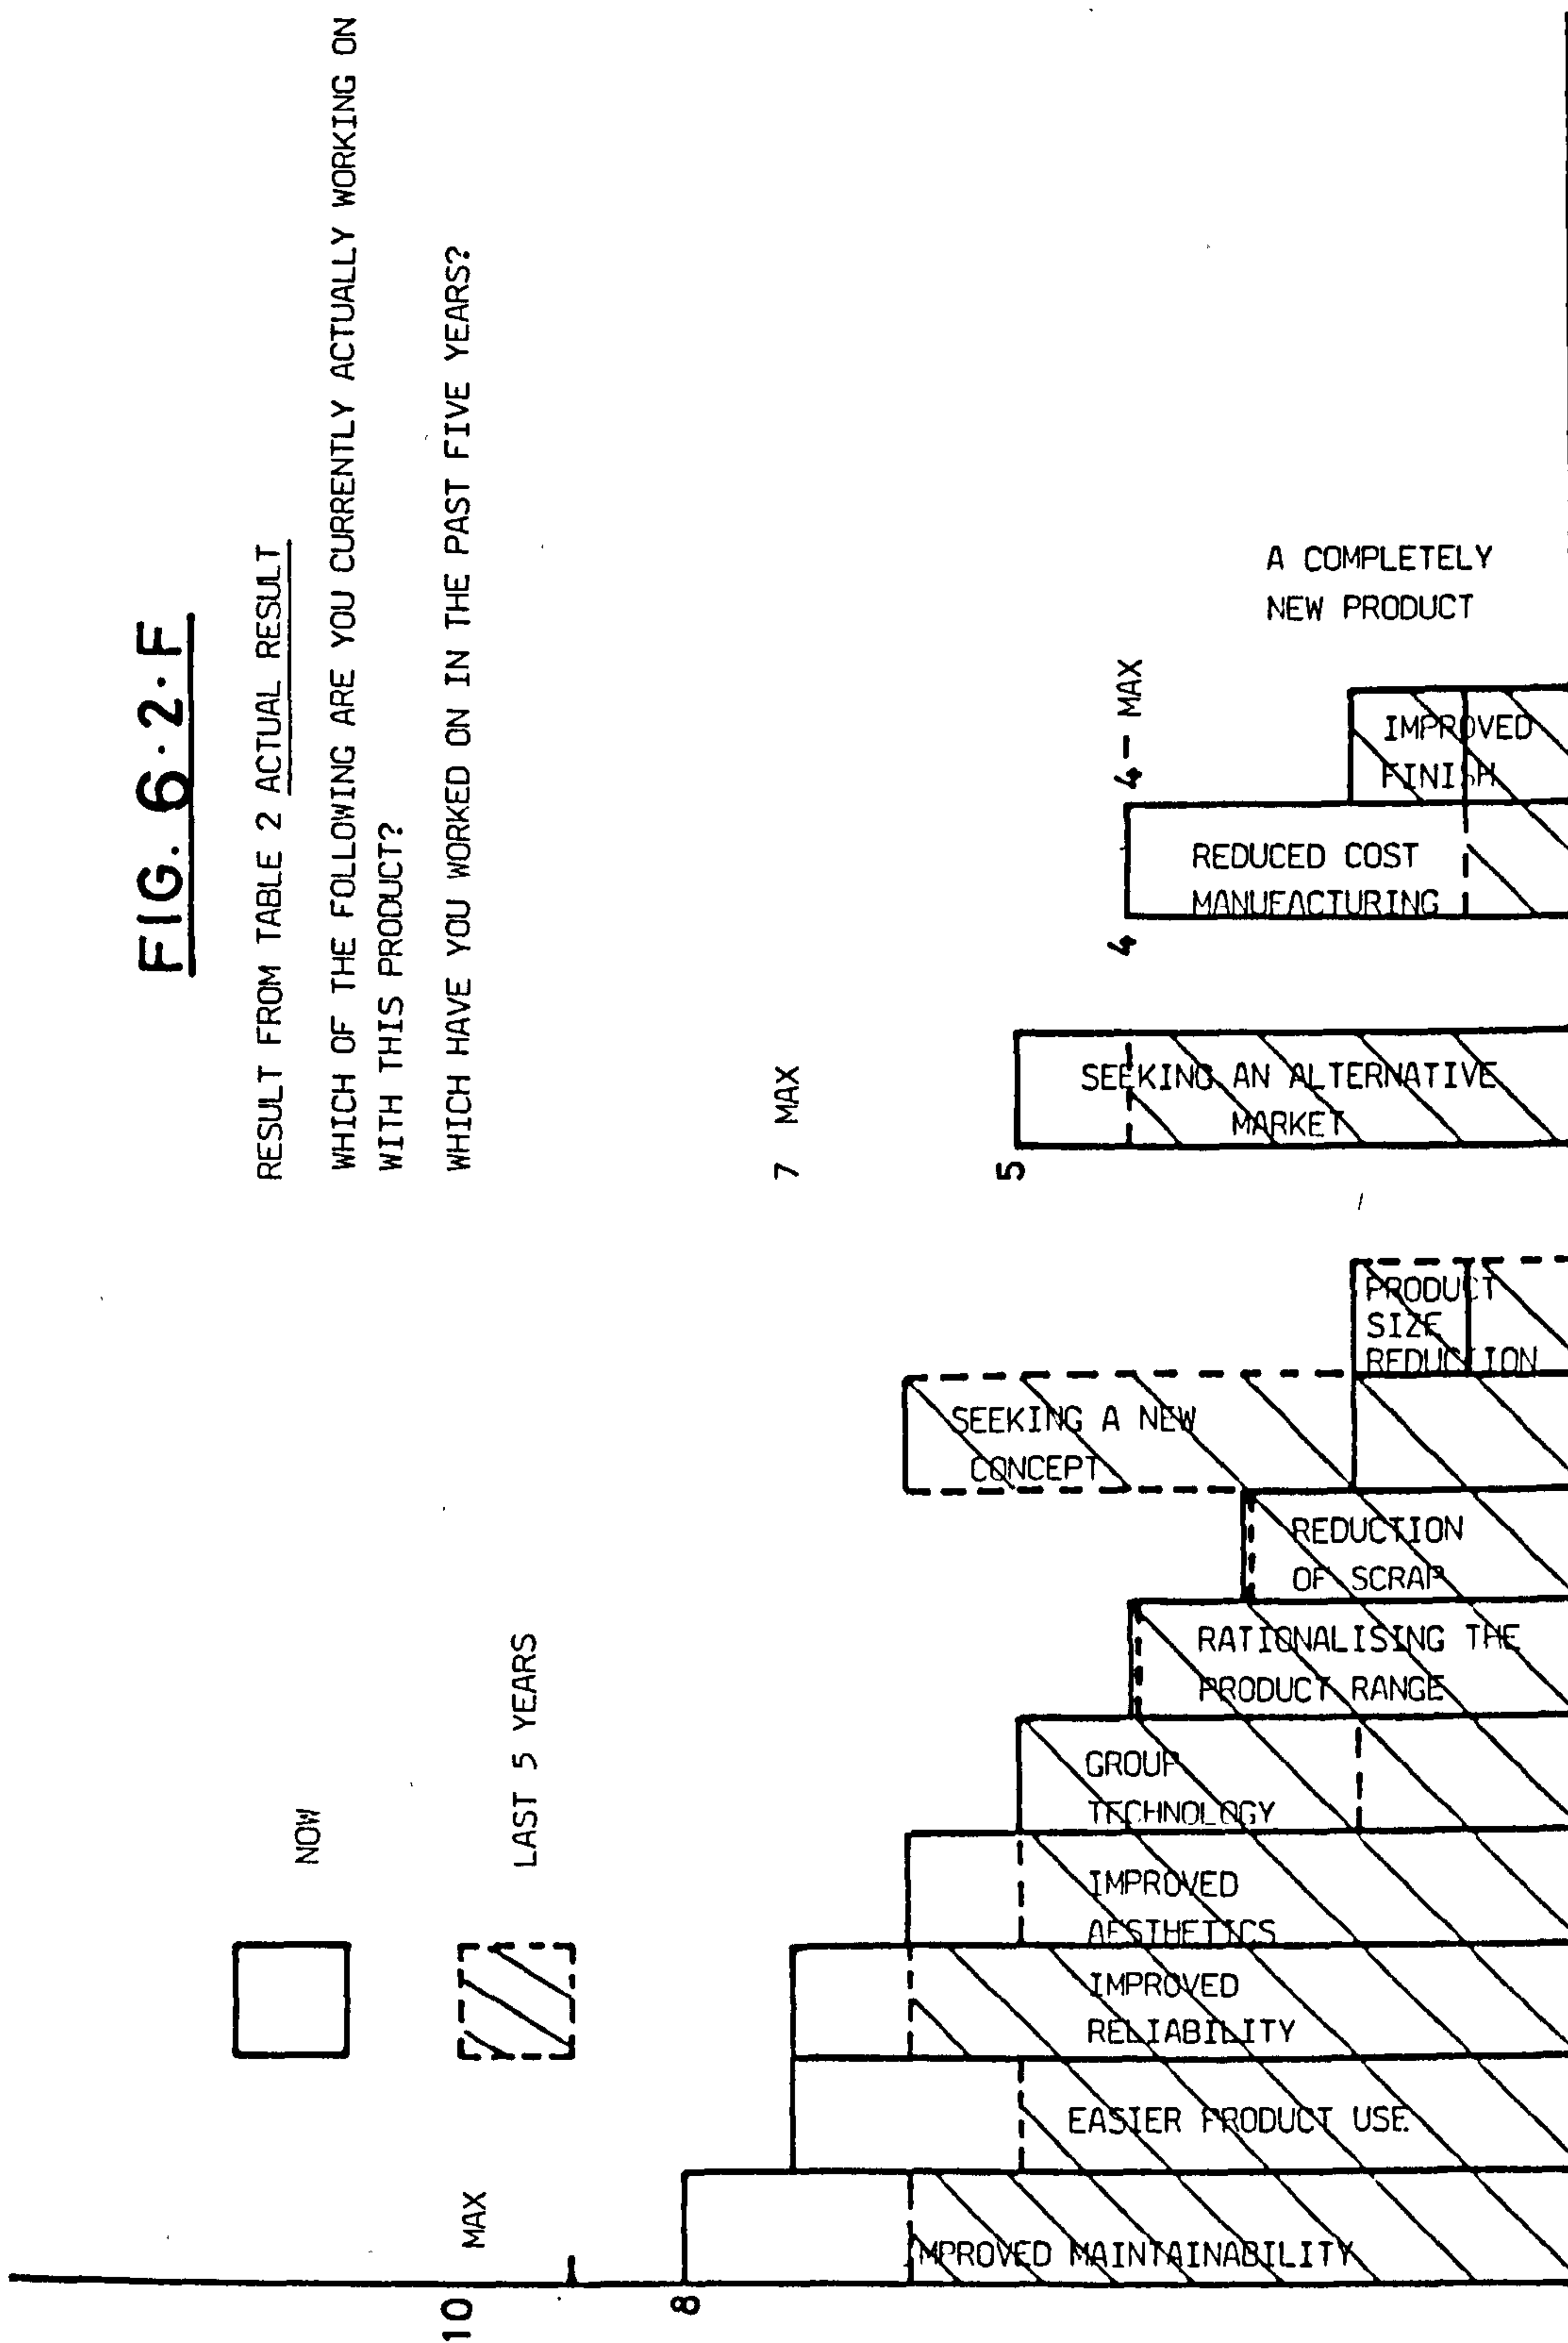 FIG. 6·2·F
RESULT FROM TABLE 2 ACTUAL RESULT
WHICH OF THE FOLLOWING ARE YOU CURRENTLY ACTUALLY WORKING ON
WITH THIS PRODUCT?
WHICH HAVE YOU WORKED ON IN THE PAST FIVE YEARS?
NOW
LAST 5 YEARS
10
MAX
8
IMPROVED MAINTAINABILITY
EASIER PRODUCT USE
IMPROVED
RELIABILITY
IMPROVED
AESTHETICS
GROUP
TECHNOLOGY
RATIONALISING THE
PRODUCT RANGE
REDUCTION
OF SCRAP
SEEKING A NEW
CONCEPT
PRODUCT
SIZE
REDUCTION
7 MAX
5
SEEKING AN ALTERNATIVE
MARKET
4
4 — MAX
REDUCED COST
MANUFACTURING
IMPROVED
FINISH
A COMPLETELY
NEW PRODUCT